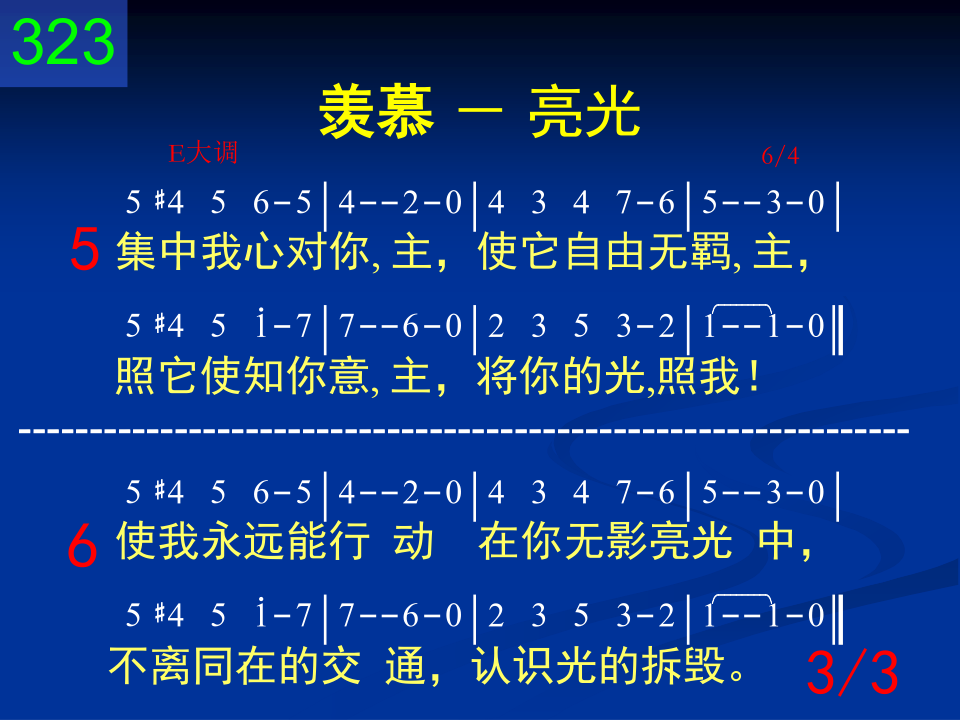 323
羡慕 － 亮光
E大调 6/4
5 #4 5 6-5|4--2-0|4 3 4 7-6|5--3-0|
5 集中我心对你, 主，使它自由无羁, 主，
5 #4 5 i-7|7--6-0|2 3 5 3-2|1--1-0‖
照它使知你意, 主，将你的光,照我！
---------------------------------------------------------------
5 #4 5 6-5|4--2-0|4 3 4 7-6|5--3-0|
6 使我永远能行 动 在你无影亮光 中，
5 #4 5 i-7|7--6-0|2 3 5 3-2|1--1-0‖
不离同在的交 通，认识光的拆毁。
3/3